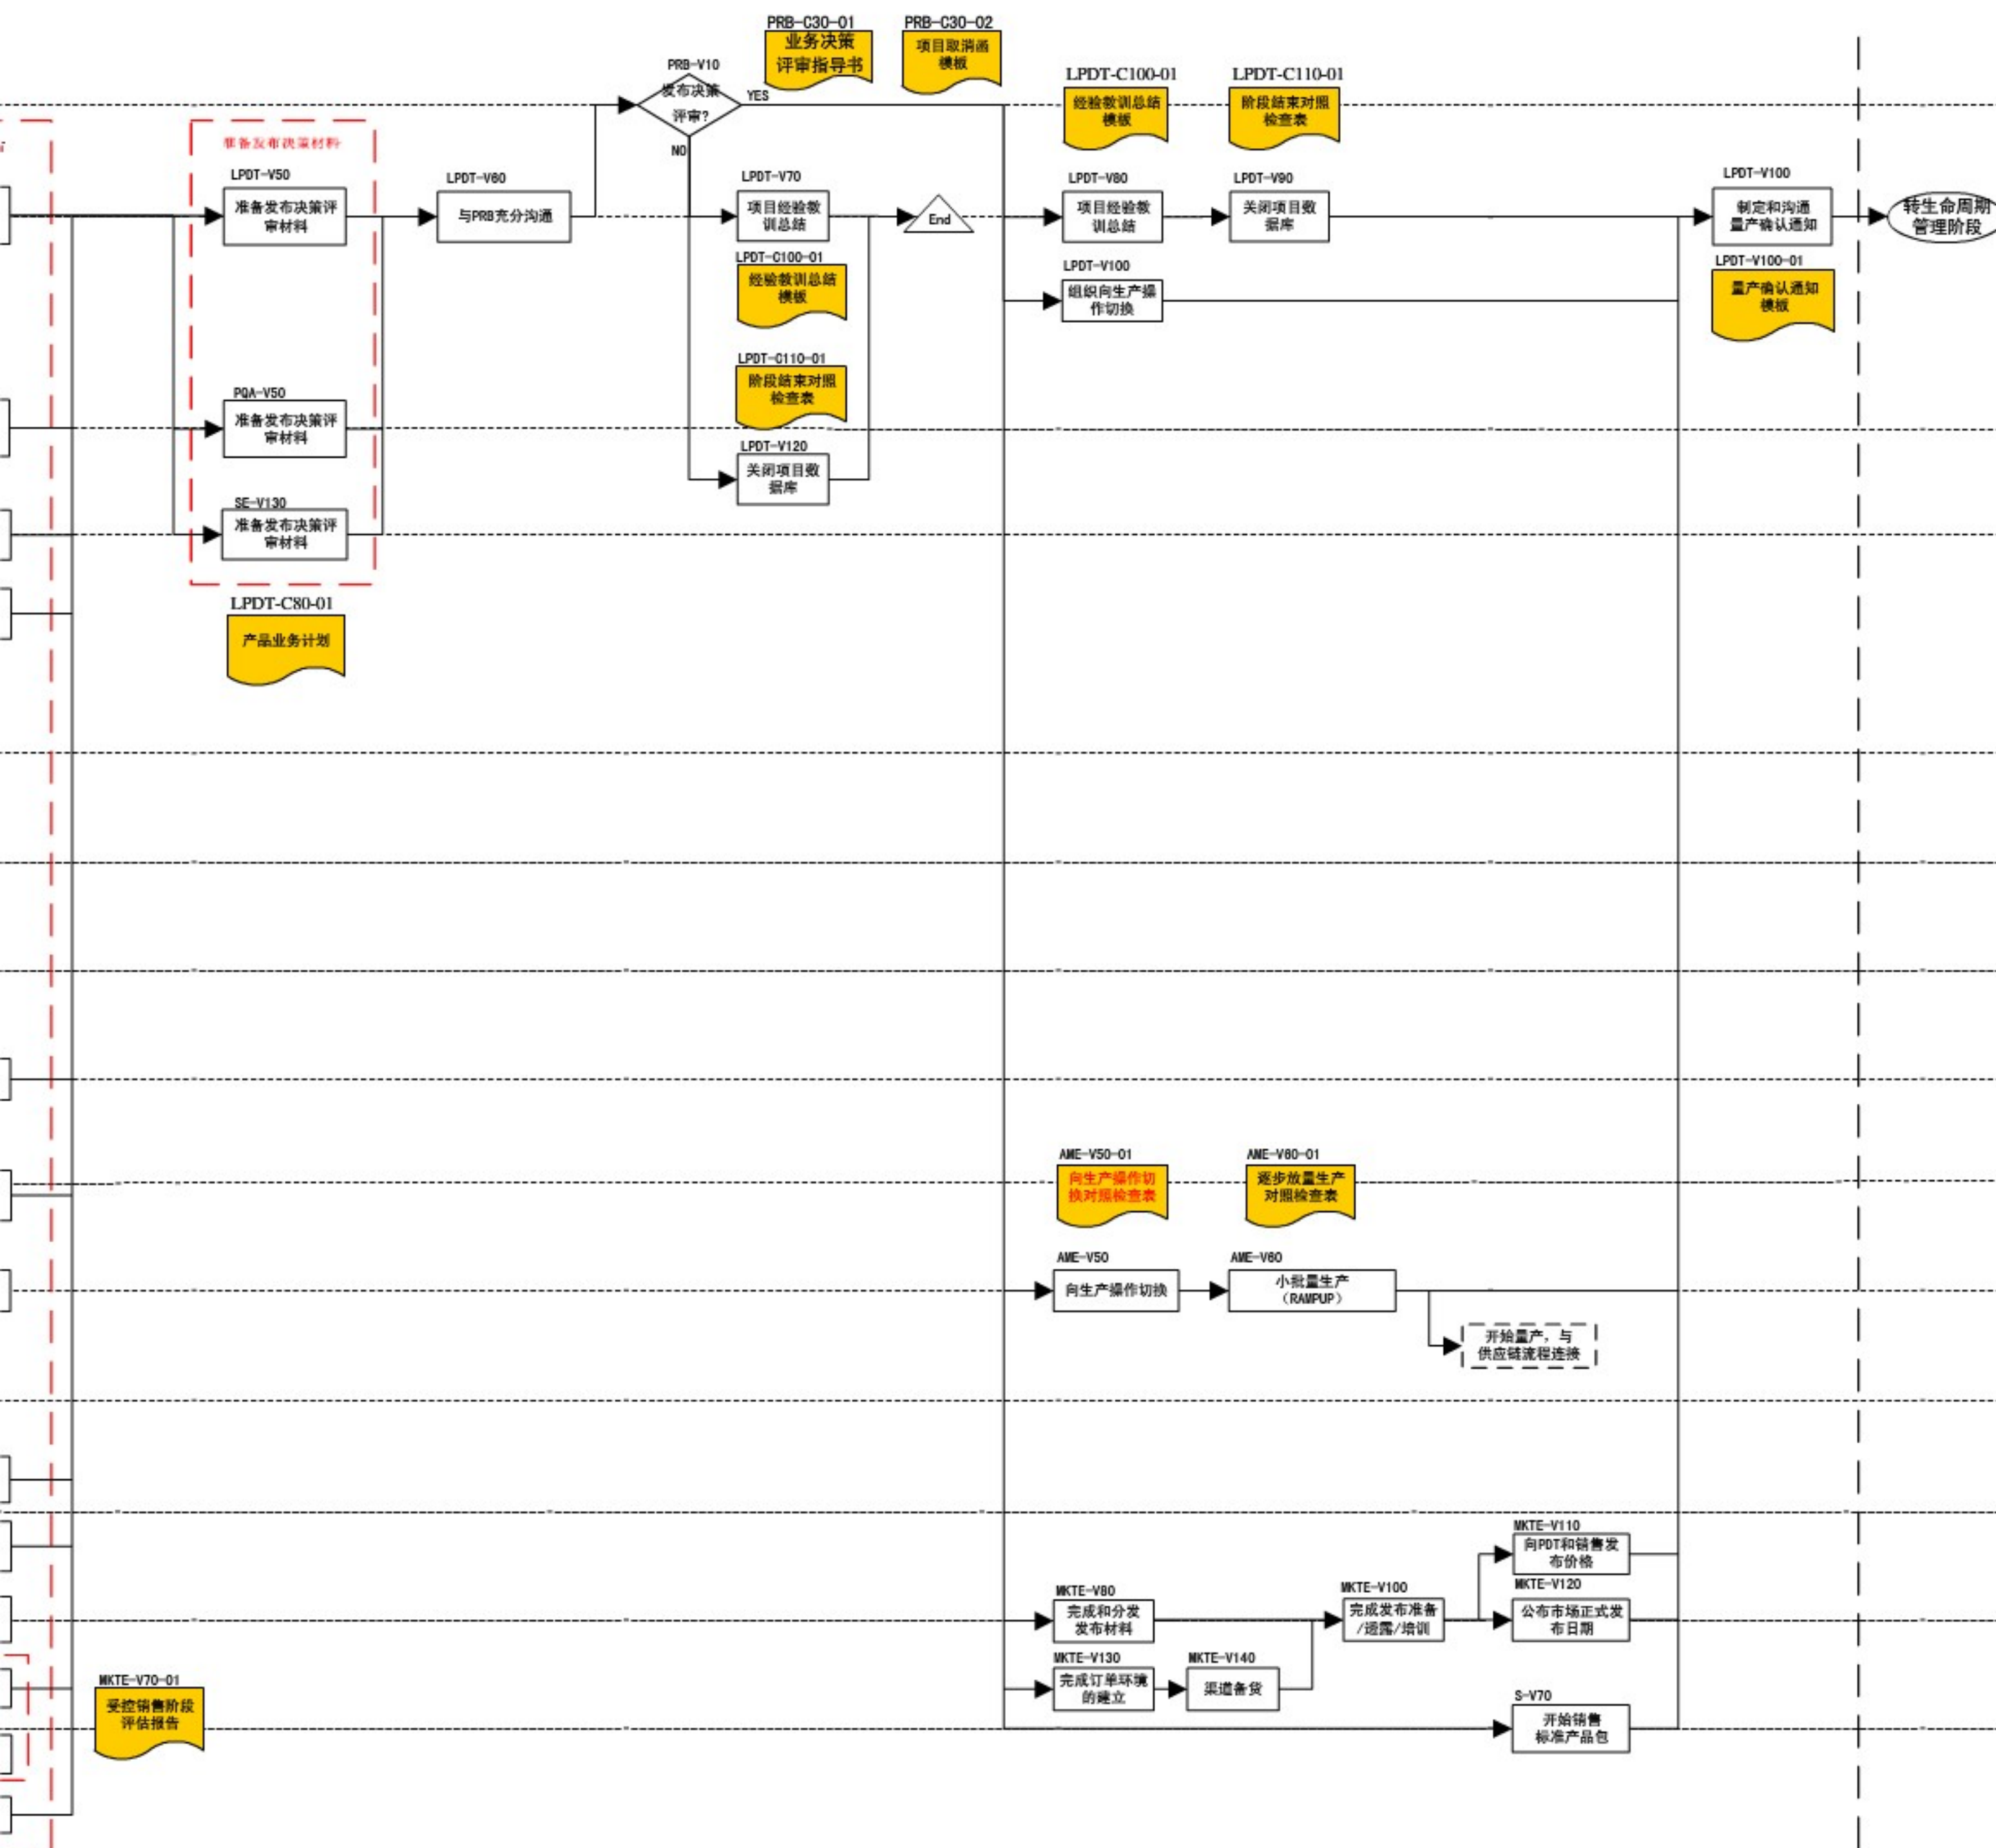 PRB-C30-01
业务决策
评审指导书
PRB-C30-02
项目取消函
模板
PRB-V10
发布决策
评审?
YES
NO
LPDT-C100-01
经验教训总结
模板
LPDT-C110-01
阶段结束对照
检查表
准备发布决策材料
LPDT-V50
准备发布决策评
审材料
LPDT-V60
与PRB充分沟通
LPDT-V70
项目经验教
训总结
End
LPDT-V80
项目经验教
训总结
LPDT-V90
关闭项目数
据库
LPDT-V100
制定和沟通
量产确认通知
转生命周期
管理阶段
LPDT-C100-01
经验教训总结
模板
LPDT-V100
组织向生产操
作切换
LPDT-V100-01
量产确认通知
模板
LPDT-C110-01
阶段结束对照
检查表
PQA-V50
准备发布决策评
审材料
LPDT-V120
关闭项目数
据库
SE-V130
准备发布决策评
审材料
LPDT-C80-01
产品业务计划
AME-V50-01
向生产操作切
换对照检查表
AME-V60-01
逐步放量生产
对照检查表
AME-V50
向生产操作切换
AME-V60
小批量生产
（RAMPUP）
开始量产，与
供应链流程连接
MKTE-V110
向PDT和销售发
布价格
MKTE-V80
完成和分发
发布材料
MKTE-V100
完成发布准备
/透露/培训
MKTE-V120
公布市场正式发
布日期
MKTE-V130
完成订单环境
的建立
MKTE-V140
渠道备货
MKTE-V70-01
受控销售阶段
评估报告
S-V70
开始销售
标准产品包